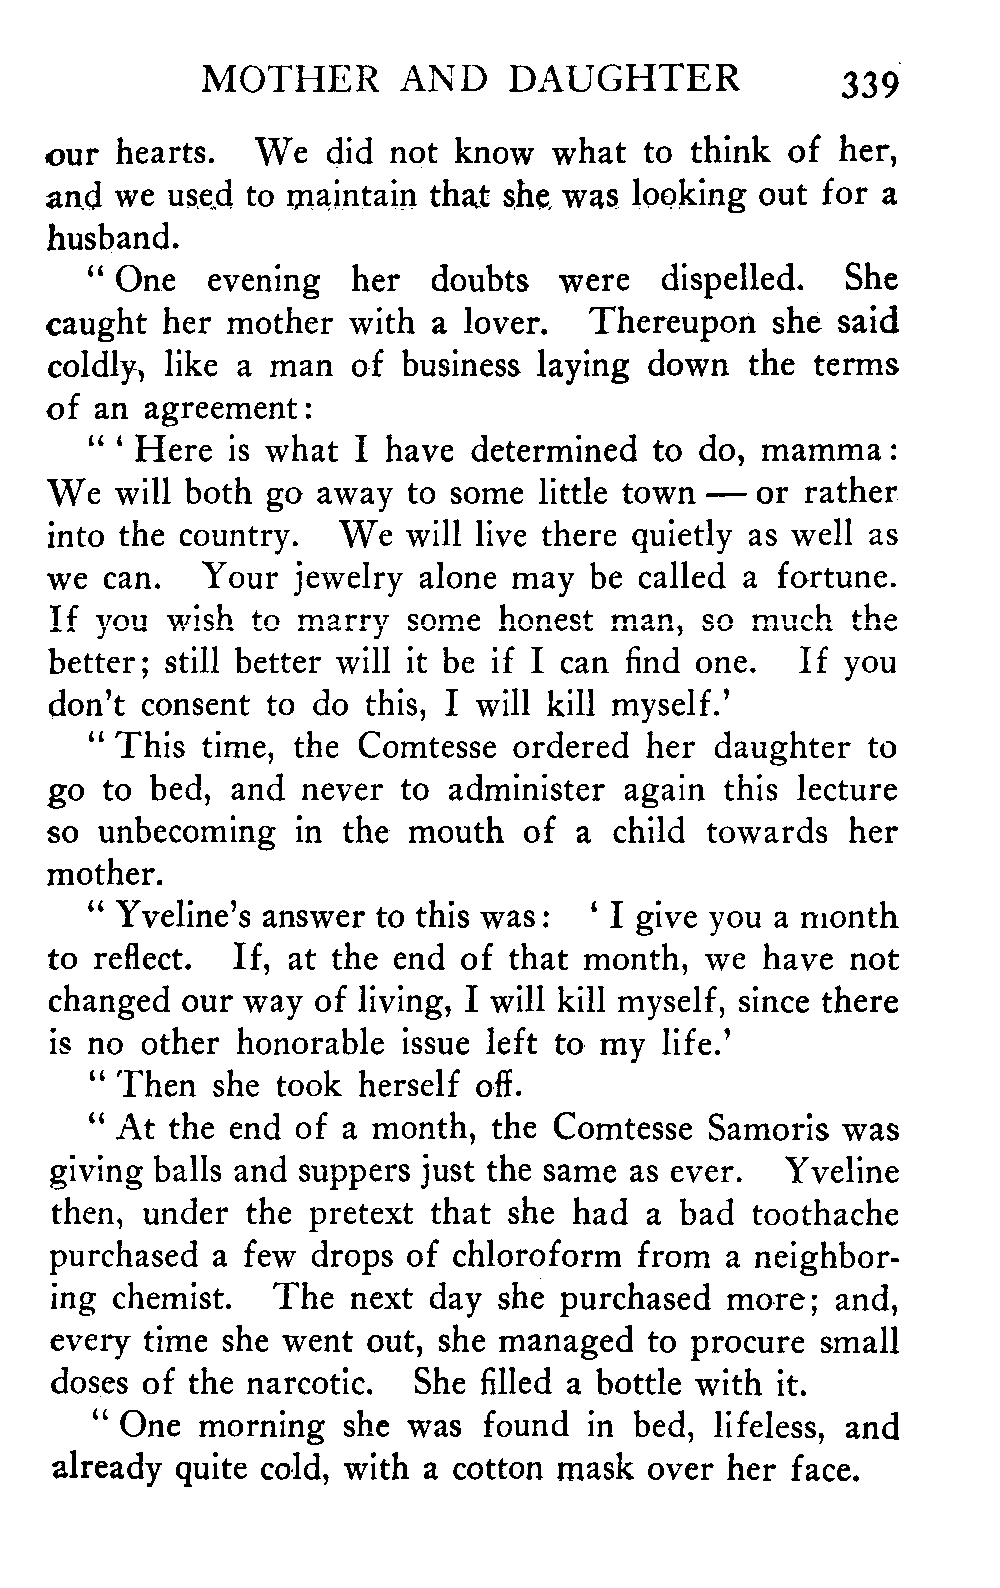 MOTHER AND DAUGHTER 339
our hearts. We did not know what to think of her,
and we used to maintain that she was looking out for a
husband.
" One evening her doubts were dispelled. She
caught her mother with a lover. Thereupon she said
coldly, like a man of business laying down the terms
of an agreement:
" ' Here is what I have determined to do, mamma:
We will both go away to some little town — or rather
into the country. We will live there quietly as well as
we can. Your jewelry alone may be called a fortune.
If you wish to marry some honest man, so much the
better; still better will it be if I can find one. If you
don't consent to do this, I will kill myself.'
" This time, the Comtesse ordered her daughter to
go to bed, and never to administer again this lecture
so unbecoming in the mouth of a child towards her
mother.
" Yveline's answer to this was: ' I give you a month
to reflect. If, at the end of that month, we have not
changed our way of living, I will kill myself, since there
is no other honorable issue left to my life.'
" Then she took herself off.
" At the end of a month, the Comtesse Samoris was
giving balls and suppers just the same as ever. Yveline
then, under the pretext that she had a bad toothache
purchased a few drops of chloroform from a neighbor-
ing chemist. The next day she purchased more; and,
every time she went out, she managed to procure small
doses of the narcotic. She filled a bottle with it.
" One morning she was found in bed, lifeless, and
already quite cold, with a cotton mask over her face.